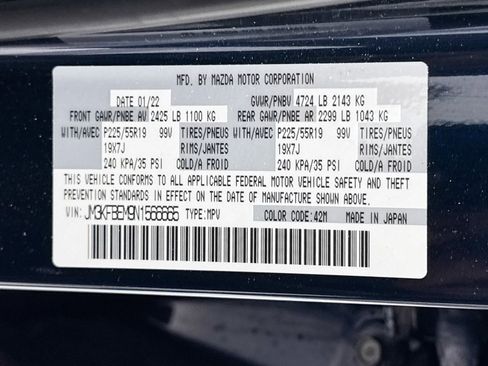 MFD. BY MAZDA MOTOR CORPORATION
DATE 01/22 GVWR/PNBV 4724 LB 2143 KG
FRONT GAWR/PNBE AV 2425 LB 1100 KG REAR GAWR/PNBE AR 2299 LB 1043 KG
WITH/AVEC P225/55R19 99V TIRES/PNEUS WITH/AVEC P225/55R19 99V TIRES/PNEUS
19X7J RIMS/JANTES 19X7J RIMS/JANTES
240 KPA/35 PSI COLD/A FROID 240 KPA/35 PSI COLD/A FROID
THIS VEHICLE CONFORMS TO ALL APPLICABLE FEDERAL MOTOR VEHICLE SAFETY AND THEFT
PREVENTION STANDARDS IN EFFECT ON THE DATE OF MANUFACTURE SHOWN ABOVE.
VIN: JM3KFBEM9N1566665 TYPE:MPV COLOR CODE:42M MADE IN JAPAN